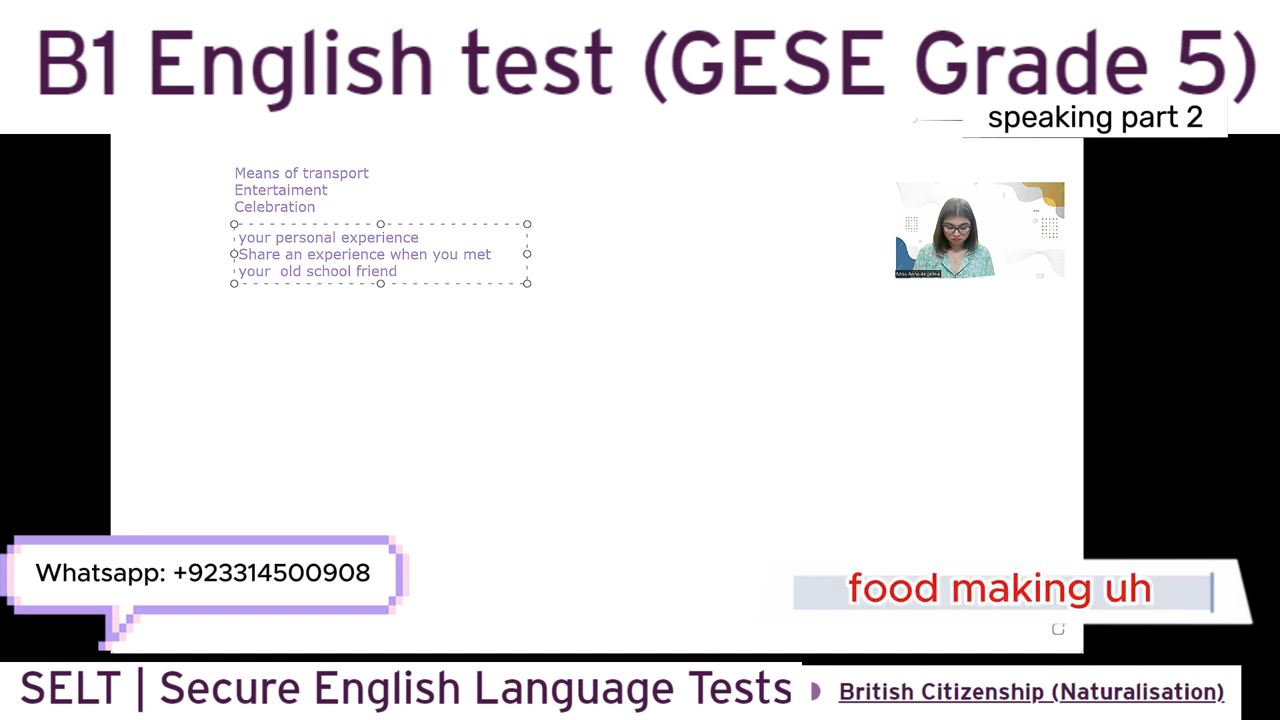 B1 English test (GESE Grade 5)
speaking part 2
Means of transport
Entertaiment
Celebration
your personal experience
Share an experience when you met
your old school friend
Whatsapp: +923314500908
food making uh
SELT | Secure English Language Tests
British Citizenship (Naturalisation)